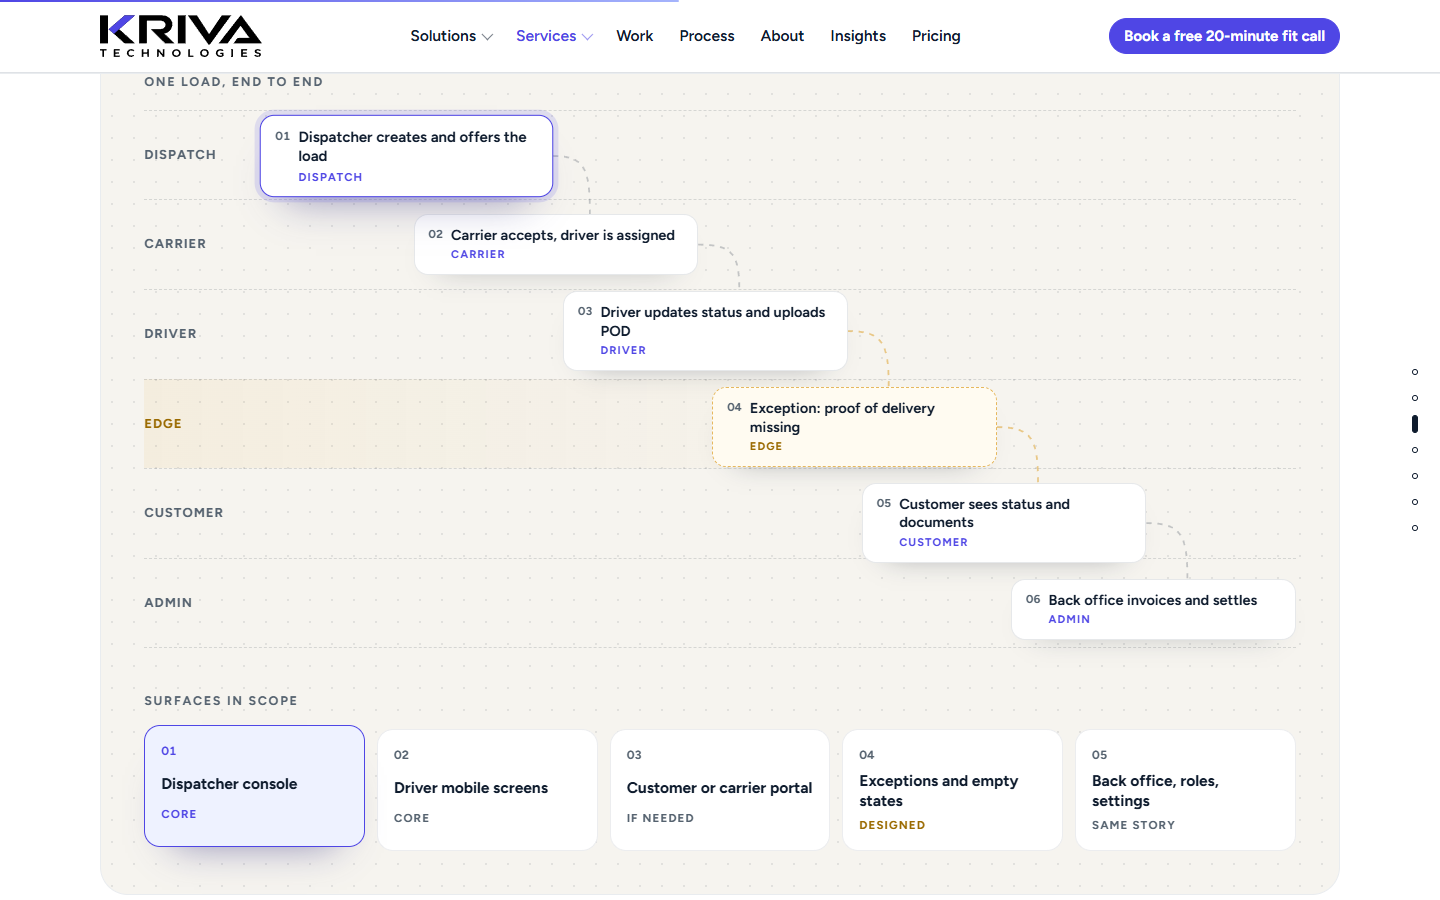 KRIVA
TECHNOLOGIES
Solutions
Services
Work
Process
About
Insights
Pricing
Book a free 20-minute fit call
ONE LOAD, END TO END
DISPATCH
01
Dispatcher creates and offers the
load
DISPATCH
CARRIER
02
Carrier accepts, driver is assigned
CARRIER
DRIVER
03
Driver updates status and uploads
POD
DRIVER
EDGE
04
Exception: proof of delivery
missing
EDGE
CUSTOMER
05
Customer sees status and
documents
CUSTOMER
ADMIN
06
Back office invoices and settles
ADMIN
SURFACES IN SCOPE
01
Dispatcher console
CORE
02
Driver mobile screens
CORE
03
Customer or carrier portal
IF NEEDED
04
Exceptions and empty
states
DESIGNED
05
Back office, roles,
settings
SAME STORY